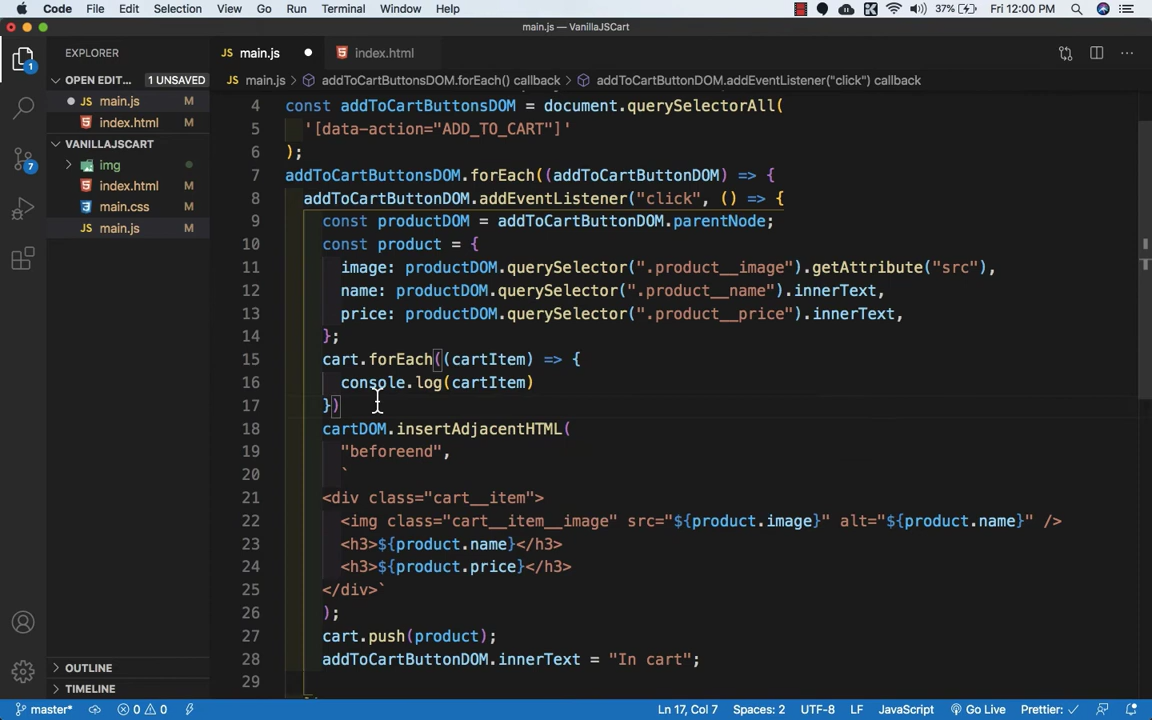 Code File Edit Selection View Go Run Terminal Window Help 37% Fri 12:00 PM
main.js — VanillaJSCart
EXPLORER
main.js
index.html
OPEN EDIT... 1 UNSAVED
main.js > addToCartButtonsDOM.forEach() callback > addToCartButtonDOM.addEventListener("click") callback
main.js M
index.html M
VANILLAJSCART
img
index.html M
main.css M
main.js M
1
7
4 const addToCartButtonsDOM = document.querySelectorAll(
5 '[data-action="ADD_TO_CART"]'
6 );
7 addToCartButtonsDOM.forEach((addToCartButtonDOM) => {
8 addToCartButtonDOM.addEventListener("click", () => {
9 const productDOM = addToCartButtonDOM.parentNode;
10 const product = {
11 image: productDOM.querySelector(".product__image").getAttribute("src"),
12 name: productDOM.querySelector(".product__name").innerText,
13 price: productDOM.querySelector(".product__price").innerText,
14 };
15 cart.forEach((cartItem) => {
16 console.log(cartItem)
17 })
18 cartDOM.insertAdjacentHTML(
19 "beforeend",
20 `
21 <div class="cart__item">
22 <img class="cart__item__image" src="${product.image}" alt="${product.name}" />
23 <h3>${product.name}</h3>
24 <h3>${product.price}</h3>
25 </div>`
26 );
27 cart.push(product);
28 addToCartButtonDOM.innerText = "In cart";
29
OUTLINE
TIMELINE
master* 0 0 Ln 17, Col 7 Spaces: 2 UTF-8 LF JavaScript Go Live Prettier: ✓